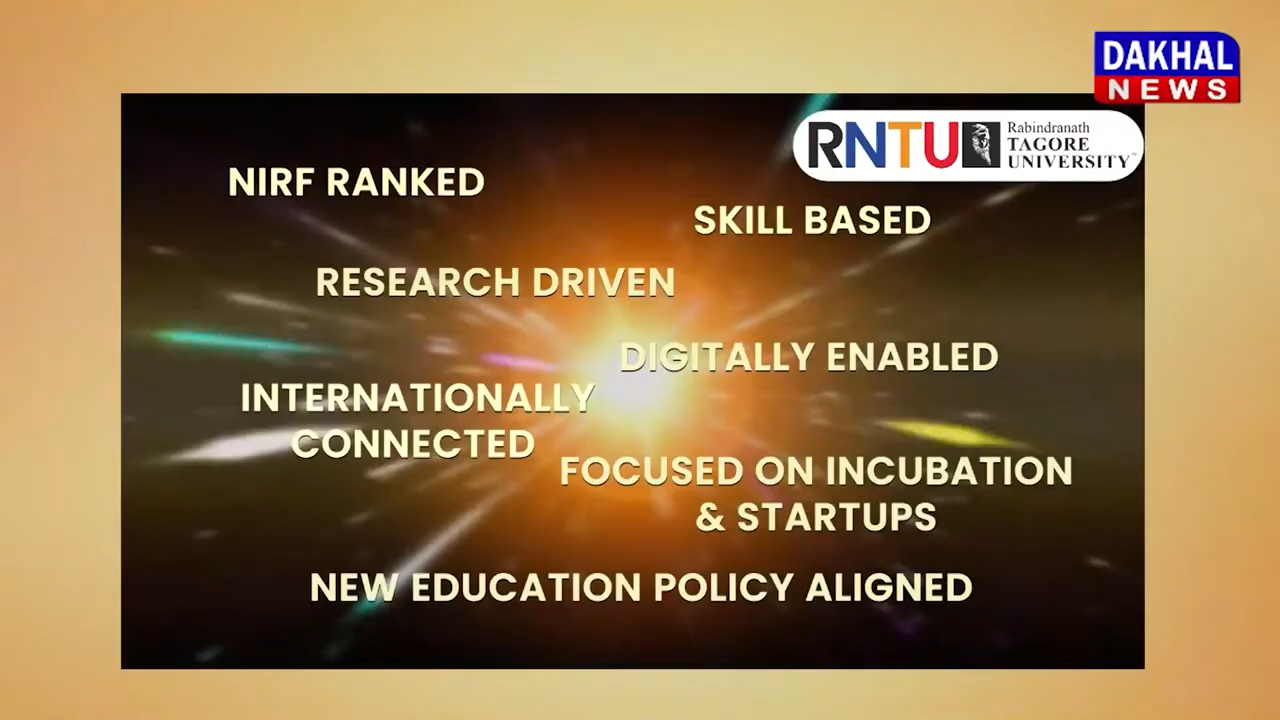 DAKHAL
NEWS
RNTU
Rabindranath
TAGORE
UNIVERSITY™
NIRF RANKED
SKILL BASED
RESEARCH DRIVEN
DIGITALLY ENABLED
INTERNATIONALLY
CONNECTED
FOCUSED ON INCUBATION
& STARTUPS
NEW EDUCATION POLICY ALIGNED